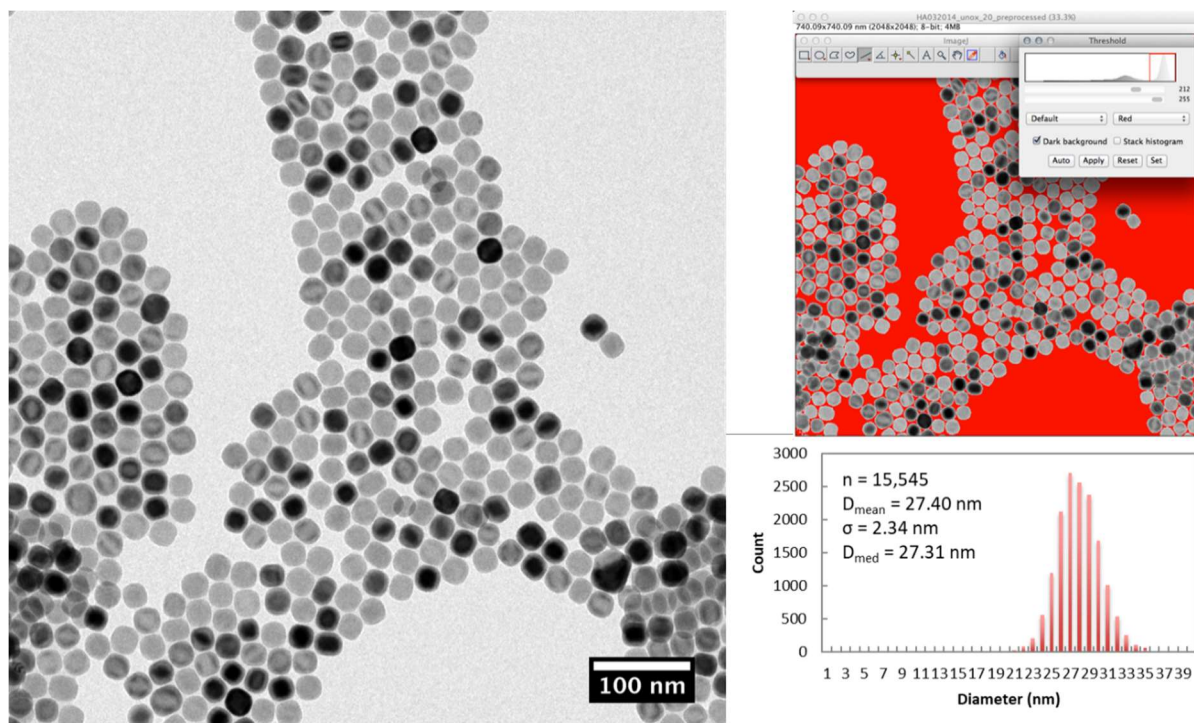 100 nm
HA032014_unox_20_preprocessed (33.3%)
740.09x740.09 nm (2048x2048); 8-bit; 4MB
ImageJ
Threshold
212
255
Default
Red
Dark background
Stack histogram
Auto
Apply
Reset
Set
3000
2500
2000
1500
1000
500
0
Count
n = 15,545
Dmean = 27.40 nm
σ = 2.34 nm
Dmed = 27.31 nm
1 3 5 7 9 11 13 15 17 19 21 23 25 27 29 31 33 35 37 39
Diameter (nm)